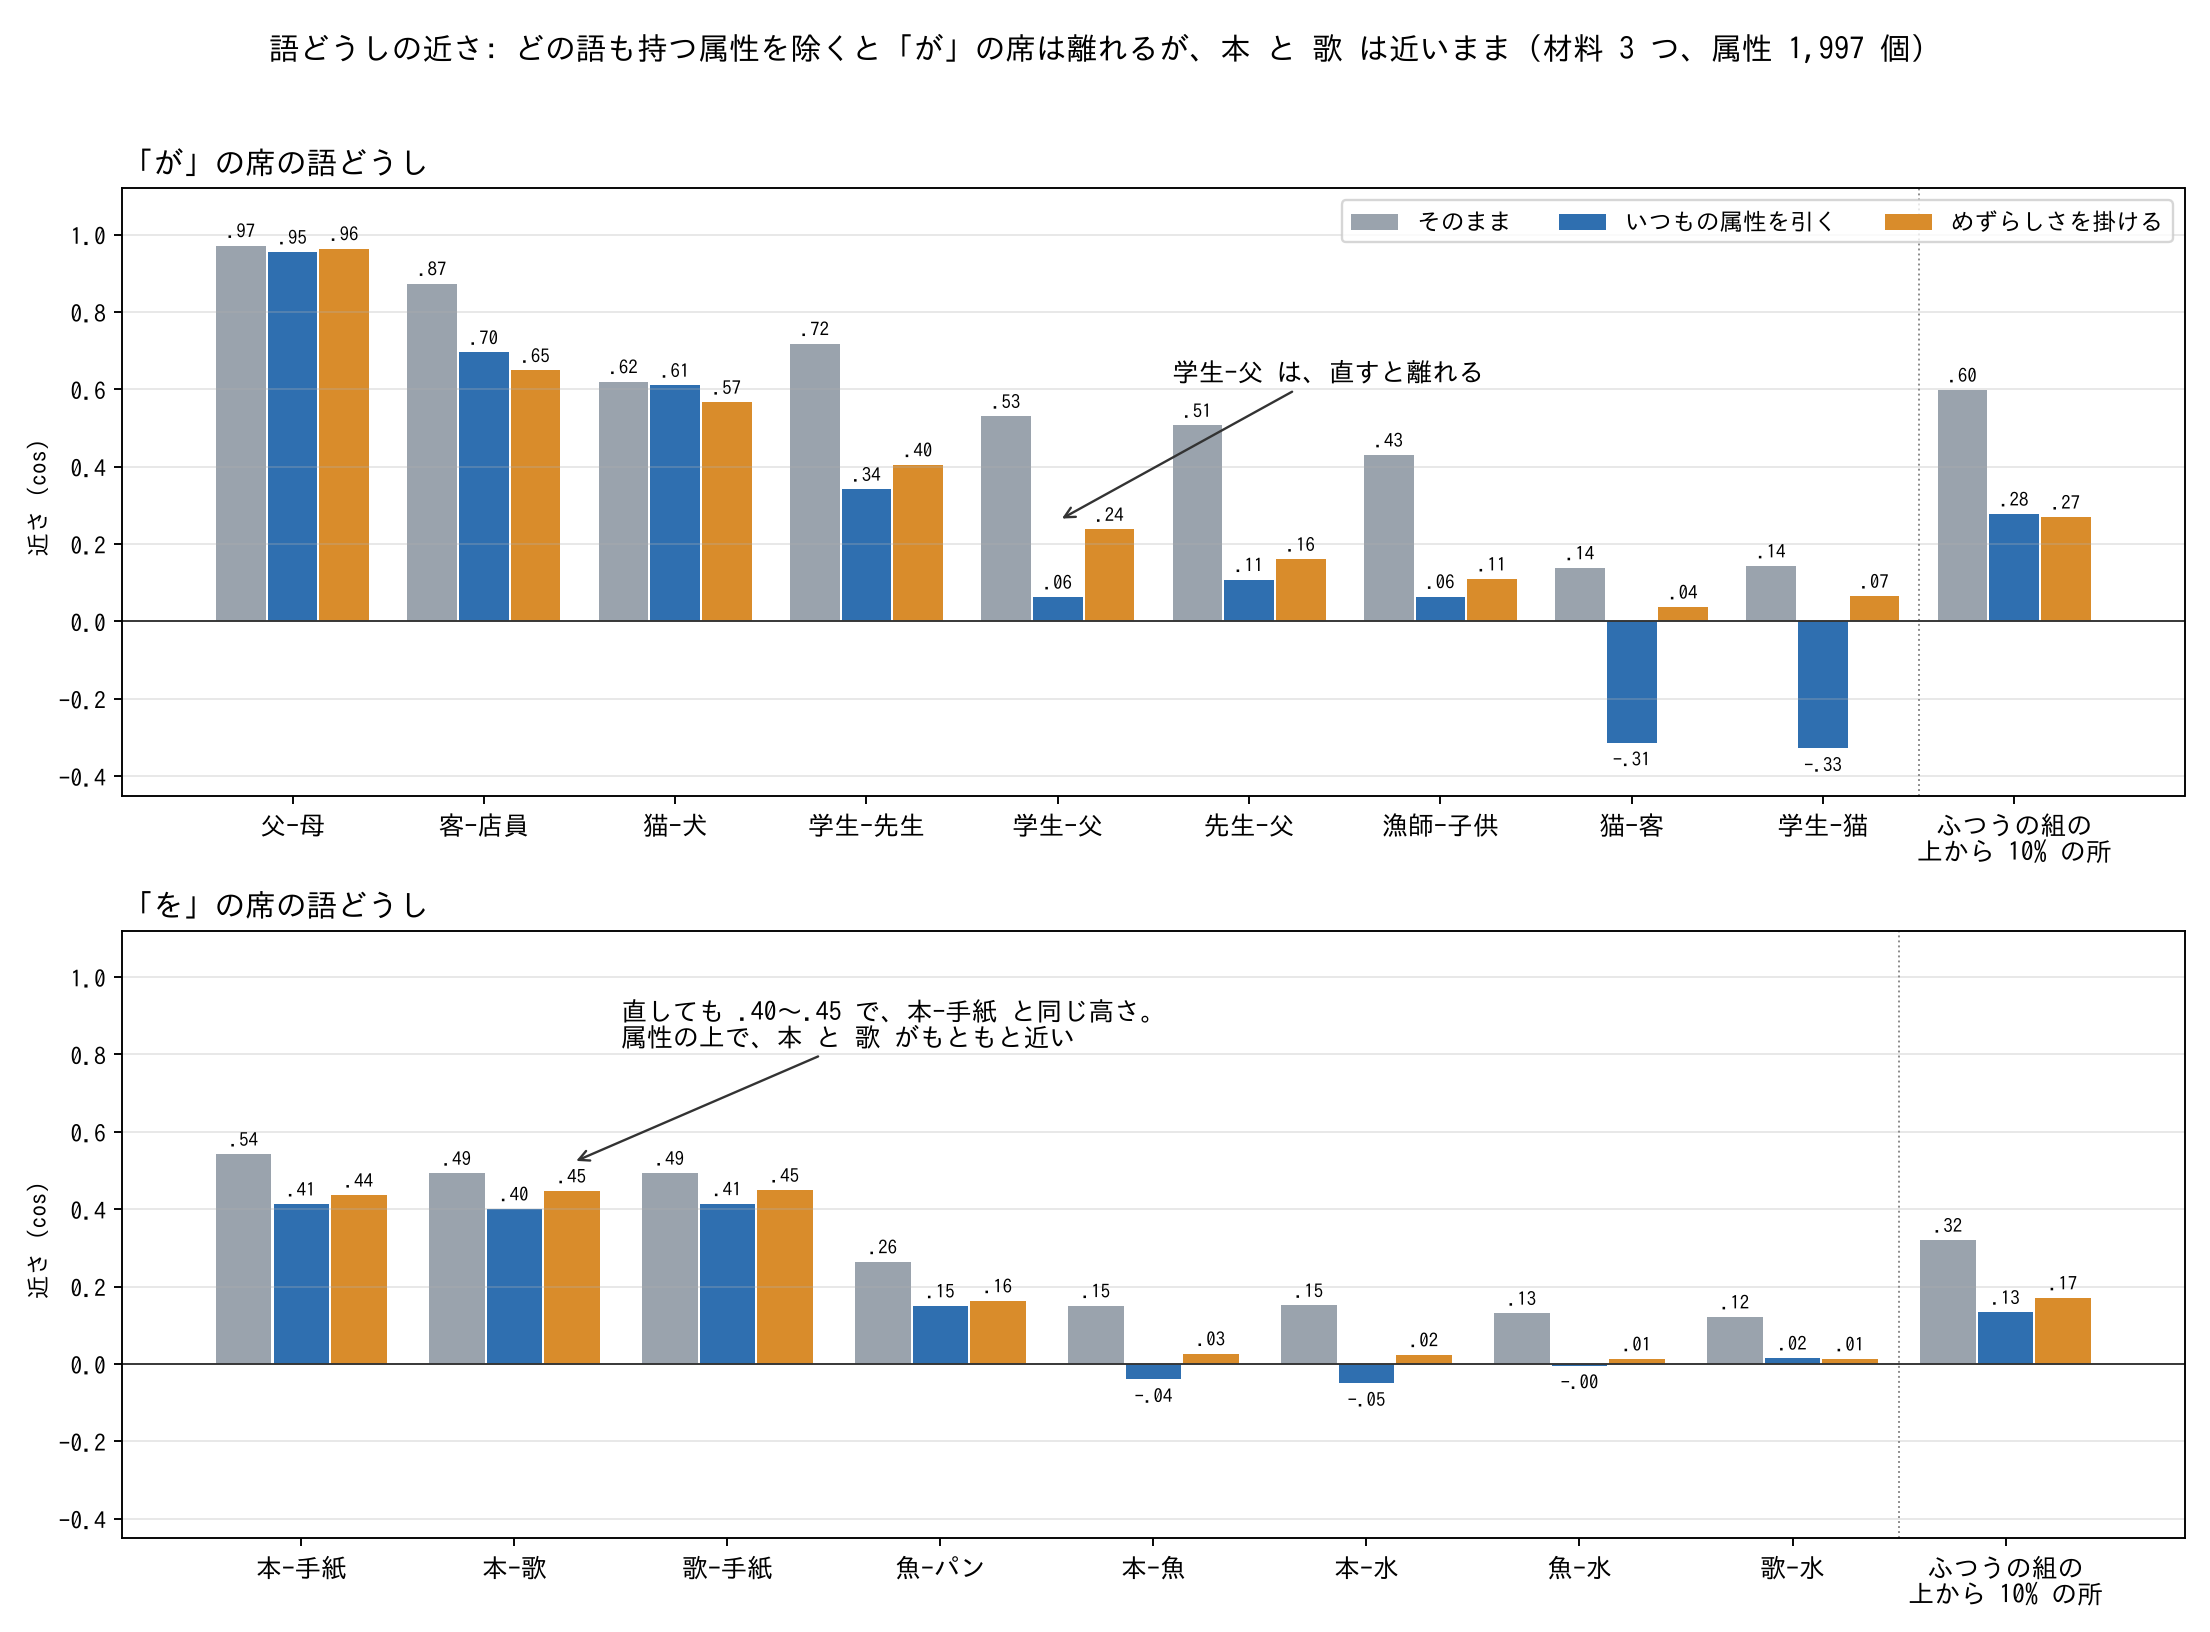 語どうしの近さ: どの語も持つ属性を除くと「が」の席は離れるが、本 と 歌 は近いまま (材料 3 つ、属性 1,997 個)
「が」の席の語どうし
そのまま
いつもの属性を引く
めずらしさを掛ける
近さ (cos)
1.0
0.8
0.6
0.4
0.2
0.0
-0.2
-0.4
.97 .95 .96
.87 .70 .65
.62 .61 .57
.72 .34 .40
.53 .06 .24
.51 .11 .16
.43 .06 .11
.14 -.31 .04
.14 -.33 .07
.60 .28 .27
学生-父 は、直すと離れる
父-母
客-店員
猫-犬
学生-先生
学生-父
先生-父
漁師-子供
猫-客
学生-猫
ふつうの組の
上から 10% の所
「を」の席の語どうし
近さ (cos)
1.0
0.8
0.6
0.4
0.2
0.0
-0.2
-0.4
直しても .40〜.45 で、本-手紙 と同じ高さ。
属性の上で、本 と 歌 がもともと近い
.54 .41 .44
.49 .40 .45
.49 .41 .45
.26 .15 .16
.15 -.04 .03
.15 -.05 .02
.13 -.00 .01
.12 .02 .01
.32 .13 .17
本-手紙
本-歌
歌-手紙
魚-パン
本-魚
本-水
魚-水
歌-水
ふつうの組の
上から 10% の所